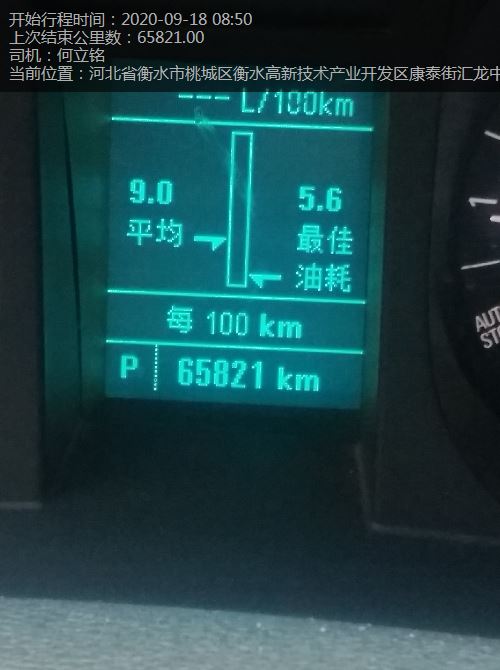 开始行程时间：2020-09-18 08:50
上次结束公里数：65821.00
司机：何立铭
当前位置：河北省衡水市桃城区衡水高新技术产业开发区康泰街汇龙中
--- L/100km
9.0
平均
5.6
最佳
油耗
每 100 km
P 65821 km
1
AUTO
STOP